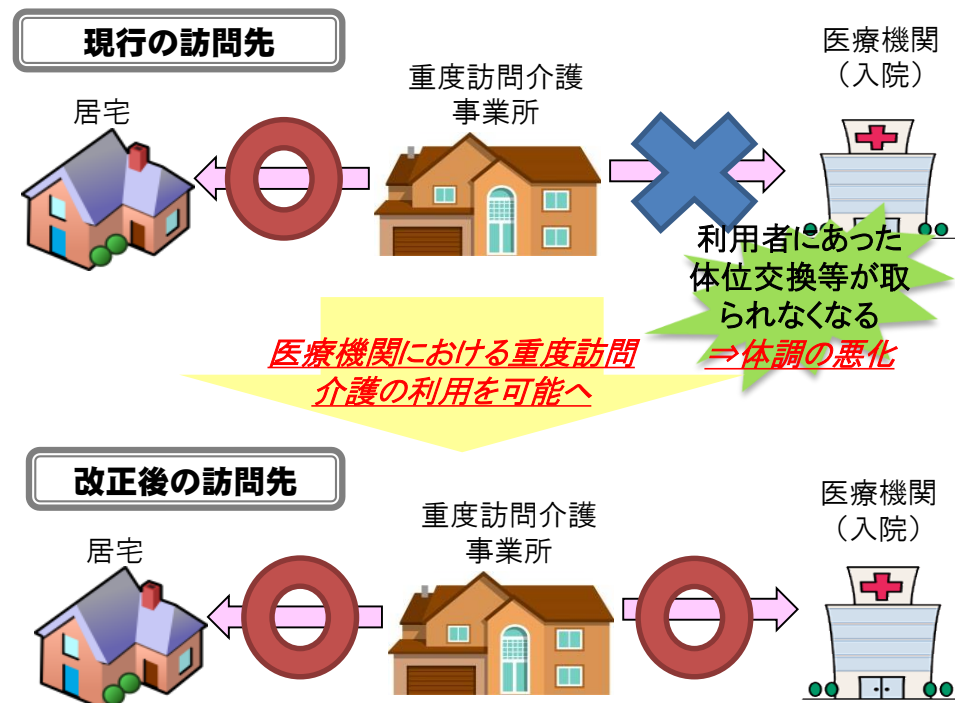 現行の訪問先
医療機関
（入院）
重度訪問介護
事業所
居宅
利用者にあった
体位交換等が取
られなくなる
⇒体調の悪化
医療機関における重度訪問
介護の利用を可能へ
改正後の訪問先
医療機関
（入院）
重度訪問介護
事業所
居宅